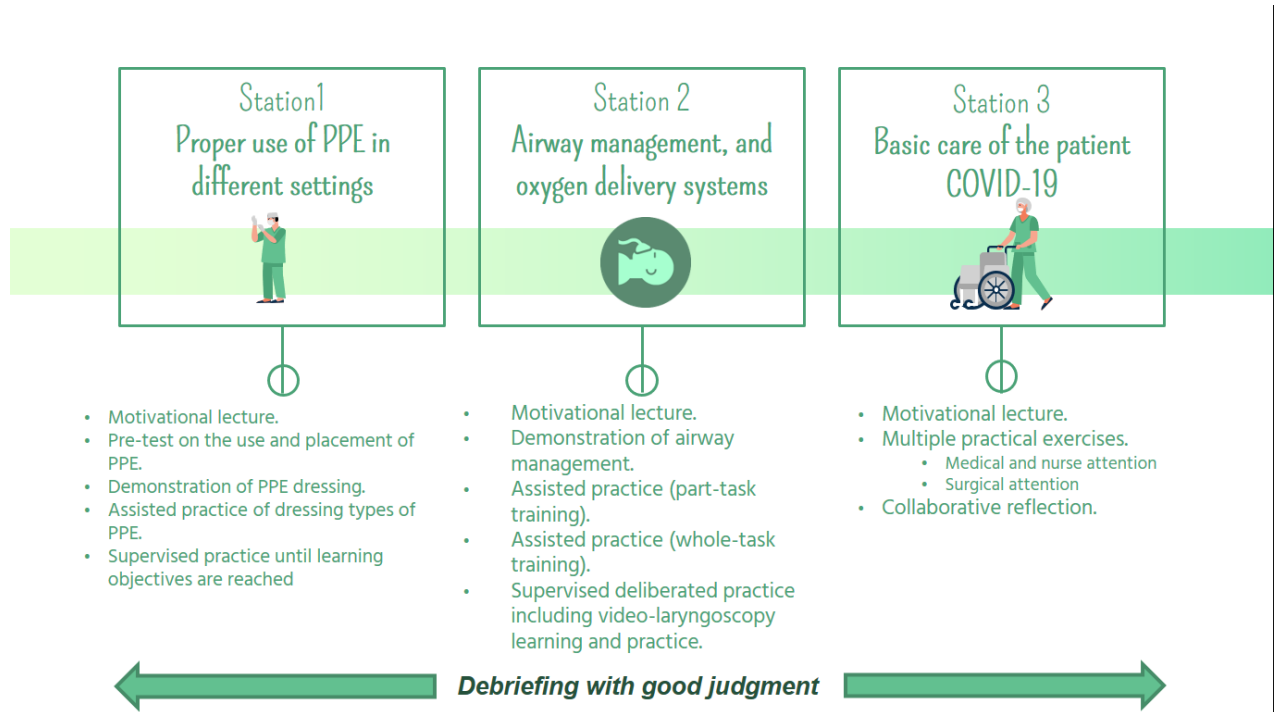 Station1
Proper use of PPE in
different settings
Station 2
Airway management, and
oxygen delivery systems
Station 3
Basic care of the patient
COVID-19
• Motivational lecture.
• Pre-test on the use and placement of
PPE.
• Demonstration of PPE dressing.
• Assisted practice of dressing types of
PPE.
• Supervised practice until learning
objectives are reached
• Motivational lecture.
• Demonstration of airway
management.
• Assisted practice (part-task
training).
• Assisted practice (whole-task
training).
• Supervised deliberated practice
including video-laryngoscopy
learning and practice.
• Motivational lecture.
• Multiple practical exercises.
• Medical and nurse attention
• Surgical attention
• Collaborative reflection.
Debriefing with good judgment